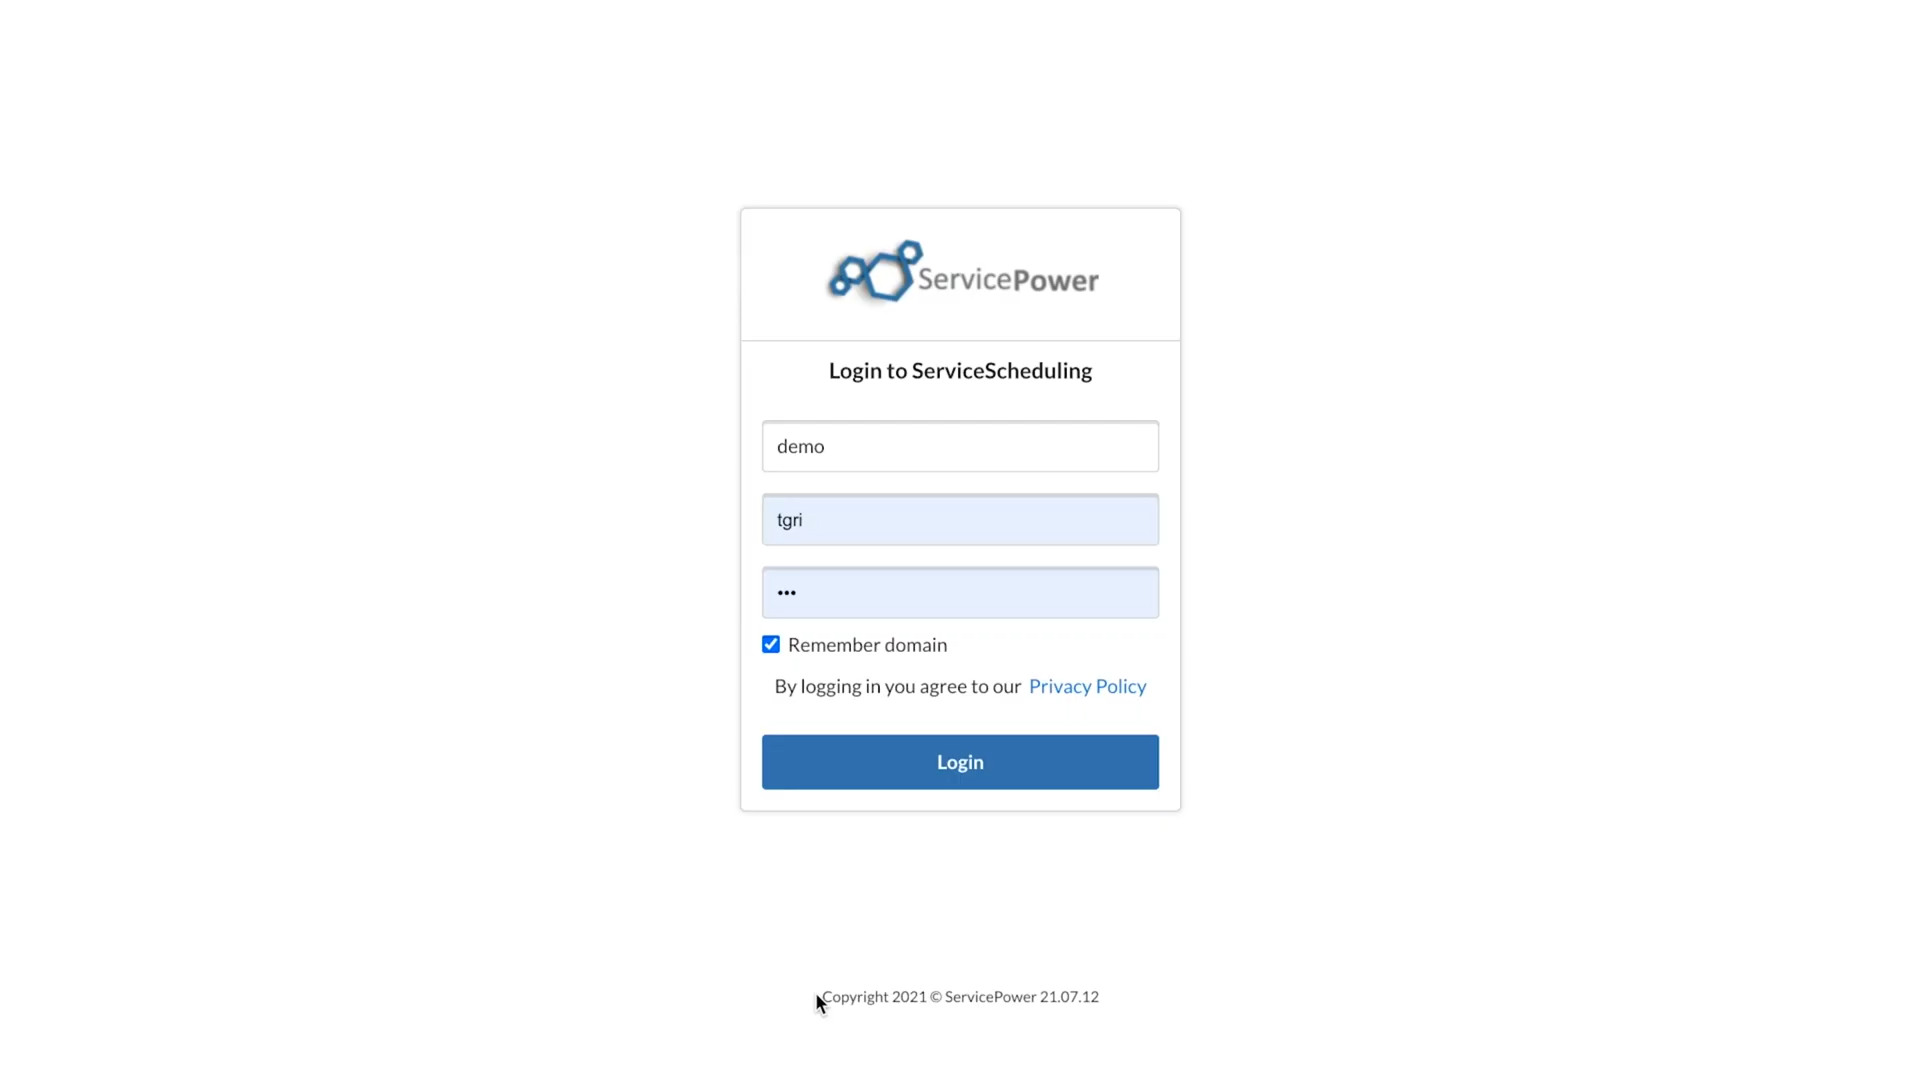 ServicePower
Login to ServiceScheduling
demo
tgri
•••
Remember domain
By logging in you agree to our Privacy Policy
Login
Copyright 2021 © ServicePower 21.07.12